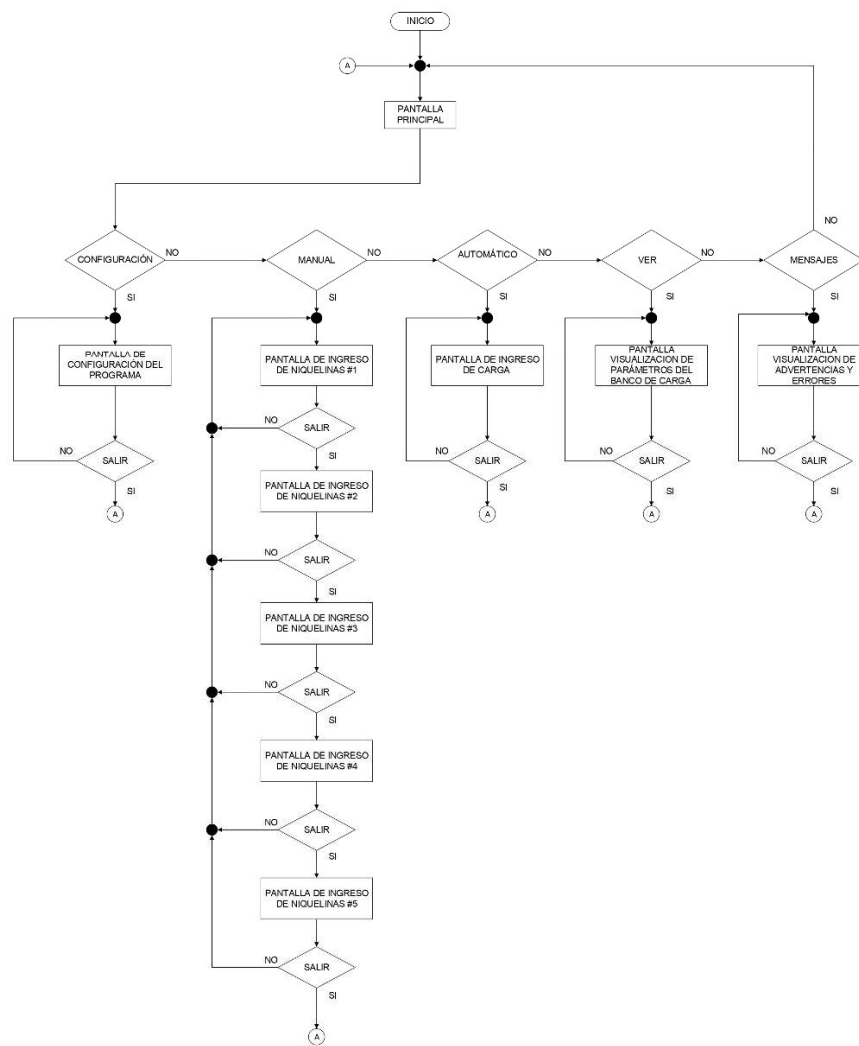 INICIO
A
PANTALLA
PRINCIPAL
NO
CONFIGURACIÓN
NO
MANUAL
NO
AUTOMÁTICO
NO
VER
NO
MENSAJES
SI
SI
SI
SI
SI
PANTALLA DE
CONFIGURACIÓN DEL
PROGRAMA
PANTALLA DE INGRESO
DE NIQUELINAS #1
PANTALLA DE INGRESO
DE CARGA
PANTALLA
VISUALIZACION DE
PARÁMETROS DEL
BANCO DE CARGA
PANTALLA
VISUALIZACION DE
ADVERTENCIAS Y
ERRORES
NO
SALIR
SI
NO
SALIR
SI
A
PANTALLA DE INGRESO
DE NIQUELINAS #2
NO
SALIR
SI
A
NO
SALIR
SI
A
NO
SALIR
SI
A
NO
SALIR
SI
PANTALLA DE INGRESO
DE NIQUELINAS #3
NO
SALIR
SI
PANTALLA DE INGRESO
DE NIQUELINAS #4
NO
SALIR
SI
PANTALLA DE INGRESO
DE NIQUELINAS #5
NO
SALIR
SI
A